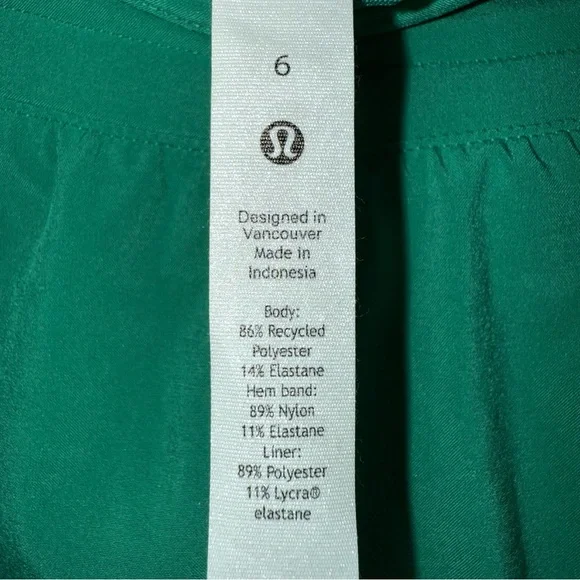 6
Designed in
Vancouver
Made in
Indonesia
Body:
86% Recycled
Polyester
14% Elastane
Hem band:
89% Nylon
11% Elastane
Liner:
89% Polyester
11% Lycra®
elastane